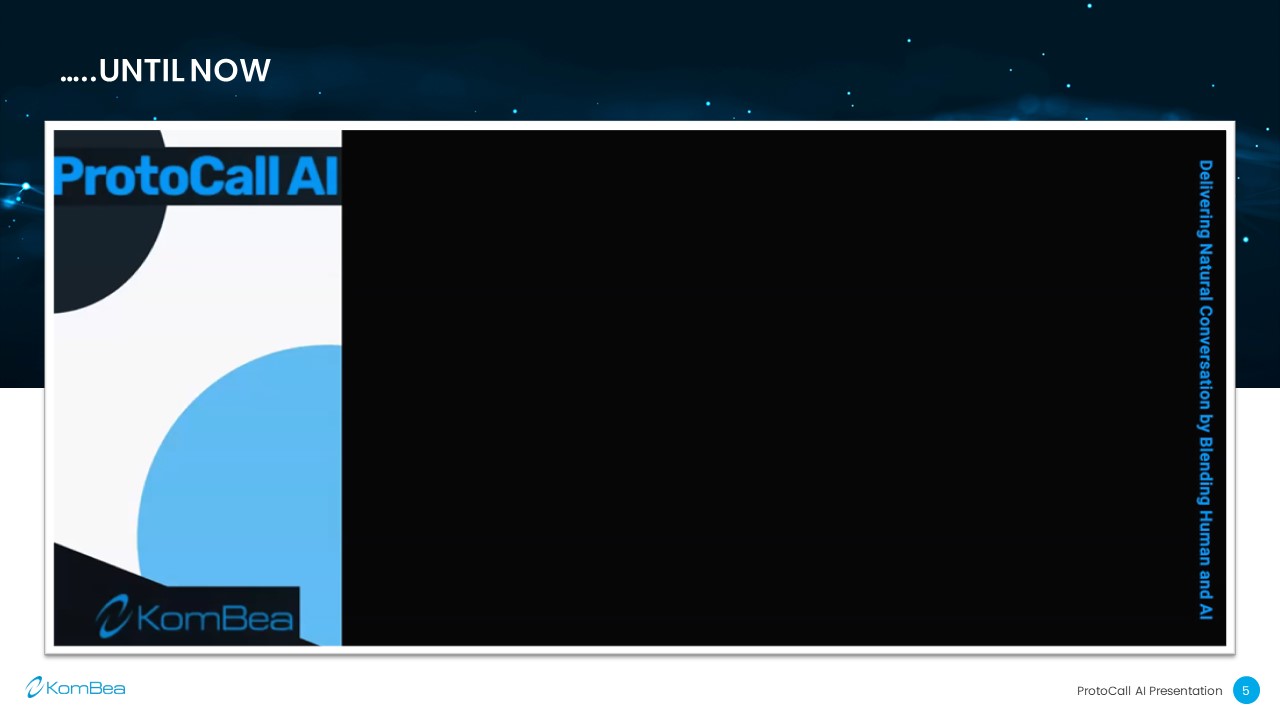 .....UNTIL NOW
ProtoCall AI
Delivering Natural Conversation by Blending Human and AI
KomBea
KomBea
ProtoCall AI Presentation
5